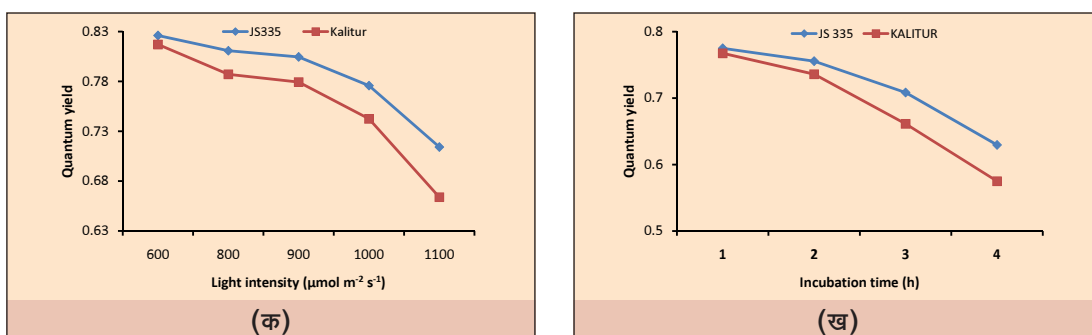 0.83
0.78
0.73
0.68
0.63
JS335 Kalitur
Quantum yield
600 800 900 1000 1100
Light intensity (µmol m⁻² s⁻¹)
(क)
0.8
0.7
0.6
0.5
JS 335 KALITUR
Quantum yield
1 2 3 4
Incubation time (h)
(ख)